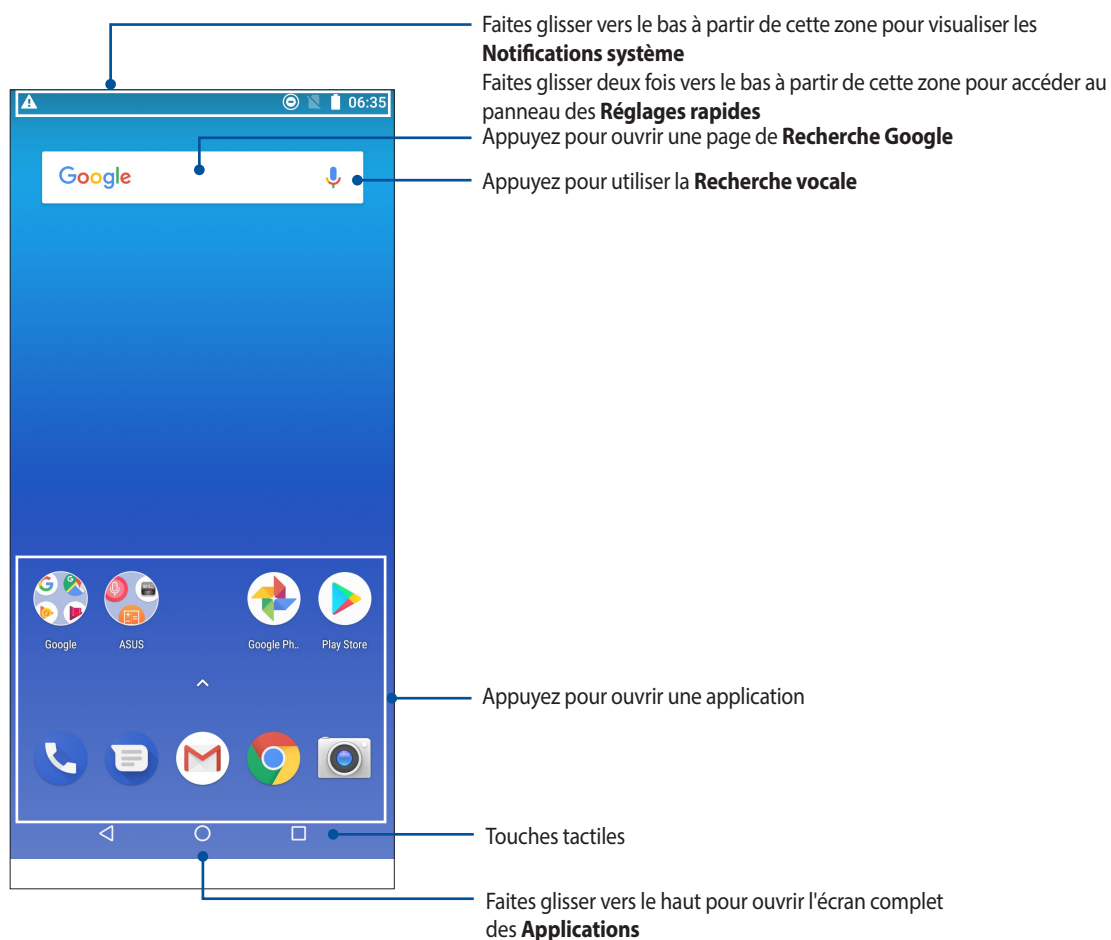 Faites glisser vers le bas à partir de cette zone pour visualiser les
Notifications système
Faites glisser deux fois vers le bas à partir de cette zone pour accéder au
panneau des Réglages rapides
06:35
Appuyez pour ouvrir une page de Recherche Google
Google
Appuyez pour utiliser la Recherche vocale
Google
ASUS
Google Ph..
Play Store
Appuyez pour ouvrir une application
Touches tactiles
Faites glisser vers le haut pour ouvrir l'écran complet
des Applications